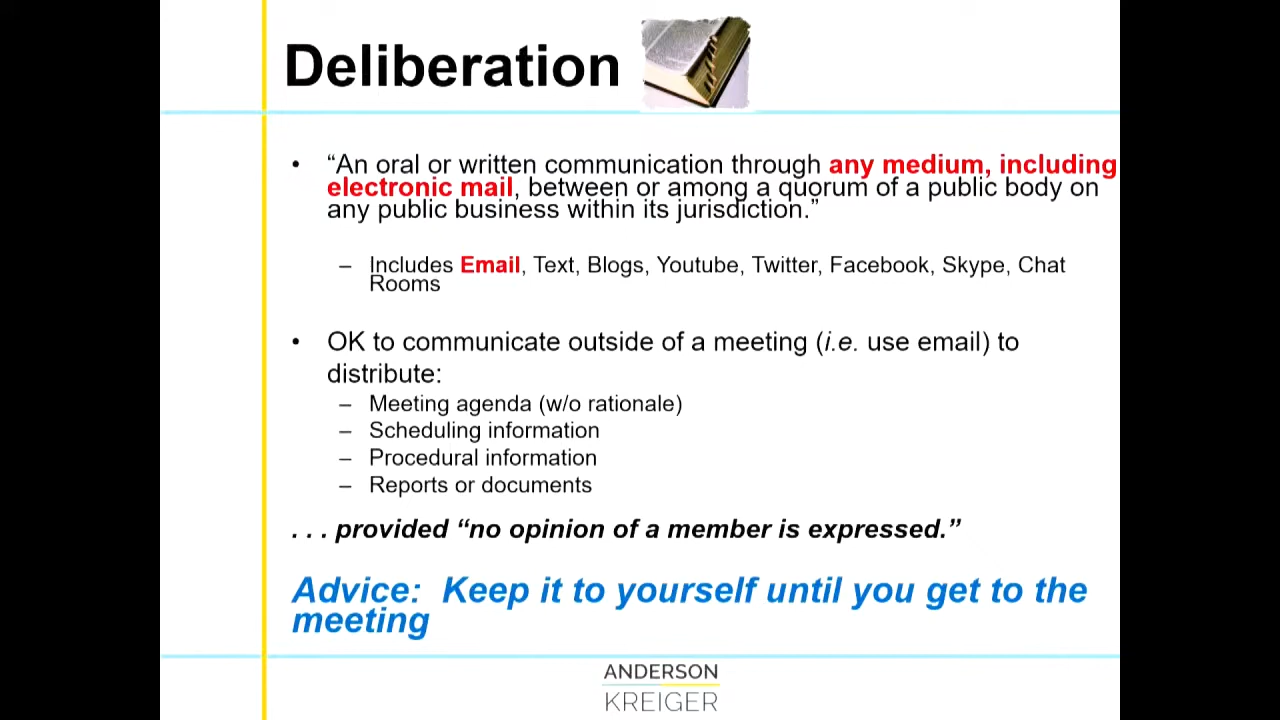 Deliberation
• “An oral or written communication through any medium, including
electronic mail, between or among a quorum of a public body on
any public business within its jurisdiction.”
– Includes Email, Text, Blogs, Youtube, Twitter, Facebook, Skype, Chat
Rooms
• OK to communicate outside of a meeting (i.e. use email) to
distribute:
– Meeting agenda (w/o rationale)
– Scheduling information
– Procedural information
– Reports or documents
. . . provided “no opinion of a member is expressed.”
Advice: Keep it to yourself until you get to the
meeting
ANDERSON
KREIGER